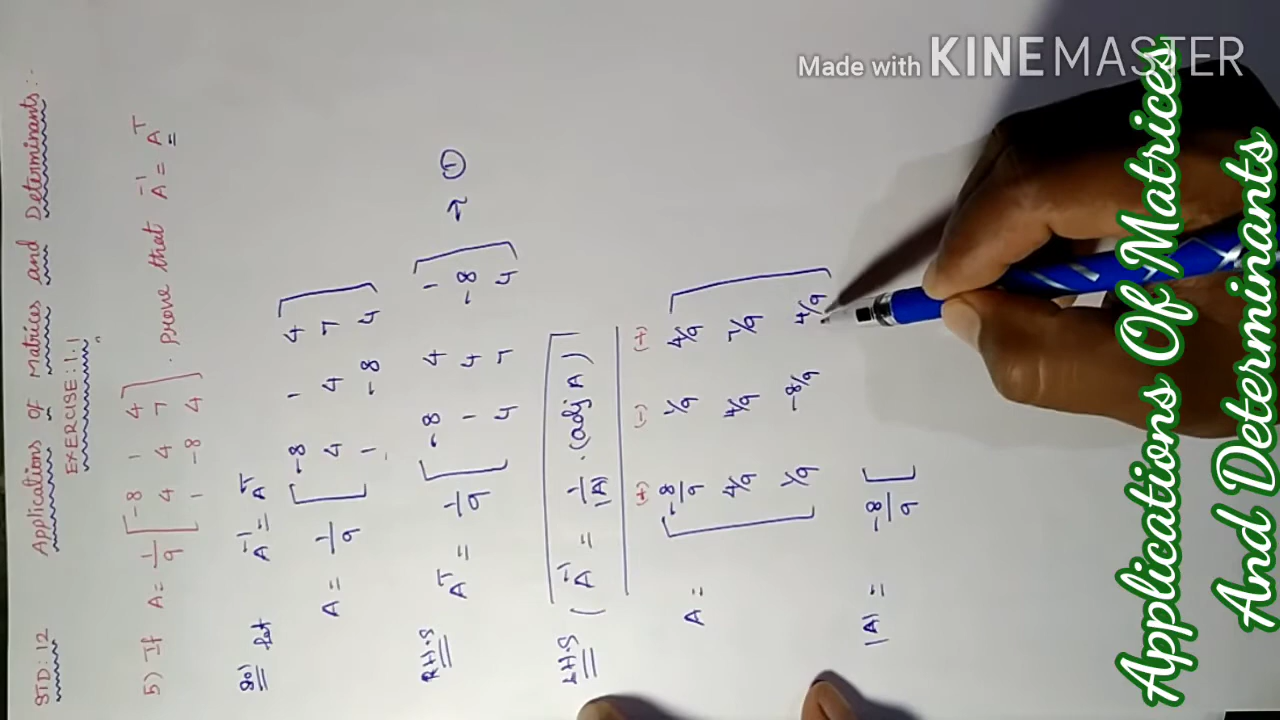 STD: 12 Applications of Matrices and Determinants:-
EXERCISE: 1.1
5) If A = 1/9 [ -8 1 4
4 4 7
1 -8 4 ] . prove that A⁻¹ = Aᵀ
Sol let A⁻¹ = Aᵀ
A = 1/9 [ -8 1 4
4 4 7
1 -8 4 ]
RH.S Aᵀ = 1/9 [ -8 4 1
1 4 -8
4 7 4 ] → ①
LH.S ( A⁻¹ = 1/|A| . (adj A) )
(+) (-) (+)
A = [ -8/9 1/9 4/9
4/9 4/9 7/9
1/9 -8/9 4/9 ]
|A| = -8/9 [
Made with KINEMASTER
Applications Of Matrices
And Determinants